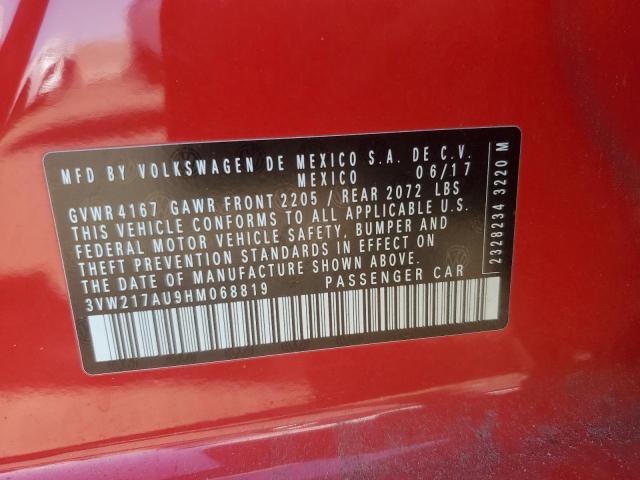 MFD BY VOLKSWAGEN DE MEXICO S.A. DE C.V.
MEXICO 06/17
GVWR 4167 GAWR FRONT 2205 / REAR 2072 LBS
THIS VEHICLE CONFORMS TO ALL APPLICABLE U.S.
FEDERAL MOTOR VEHICLE SAFETY, BUMPER AND
THEFT PREVENTION STANDARDS IN EFFECT ON
THE DATE OF MANUFACTURE SHOWN ABOVE.
3VW217AU9HM068819 PASSENGER CAR
2328234 3220 M